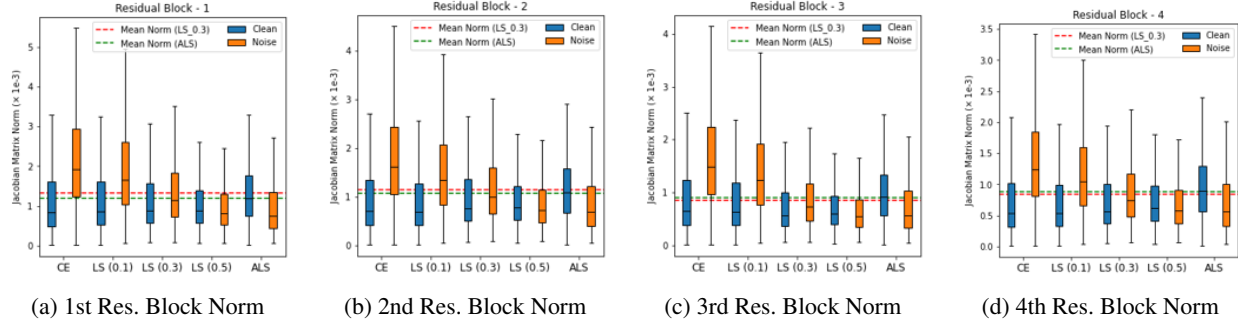 Residual Block - 1
Mean Norm (LS_0.3)
Mean Norm (ALS)
Clean
Noise
Jacobian Matrix Norm (× 1e-3)
5
4
3
2
1
0
CE
LS (0.1)
LS (0.3)
LS (0.5)
ALS
(a) 1st Res. Block Norm
Residual Block - 2
Mean Norm (LS_0.3)
Mean Norm (ALS)
Clean
Noise
Jacobian Matrix Norm (× 1e-3)
4
3
2
1
0
CE
LS (0.1)
LS (0.3)
LS (0.5)
ALS
(b) 2nd Res. Block Norm
Residual Block - 3
Mean Norm (LS_0.3)
Mean Norm (ALS)
Clean
Noise
Jacobian Matrix Norm (× 1e-3)
4
3
2
1
0
CE
LS (0.1)
LS (0.3)
LS (0.5)
ALS
(c) 3rd Res. Block Norm
Residual Block - 4
Mean Norm (LS_0.3)
Mean Norm (ALS)
Clean
Noise
Jacobian Matrix Norm (× 1e-3)
3.5
3.0
2.5
2.0
1.5
1.0
0.5
0.0
CE
LS (0.1)
LS (0.3)
LS (0.5)
ALS
(d) 4th Res. Block Norm